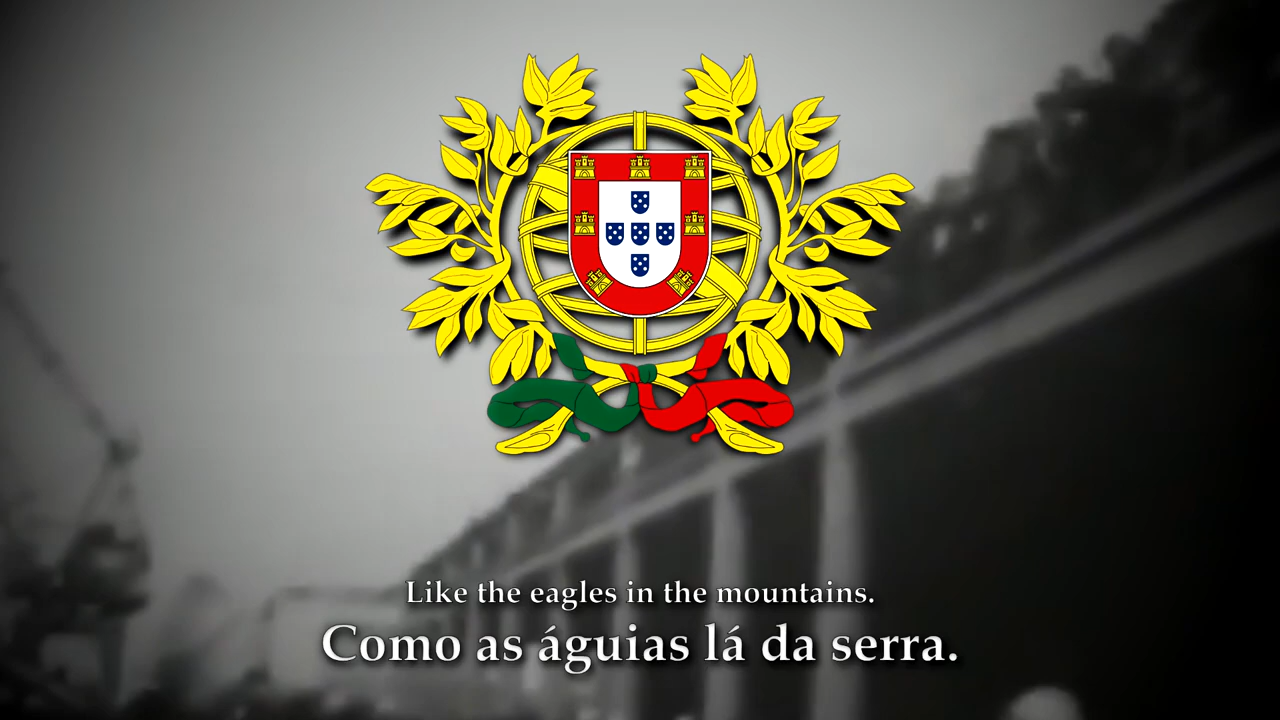 Like the eagles in the mountains.
Como as águias lá da serra.